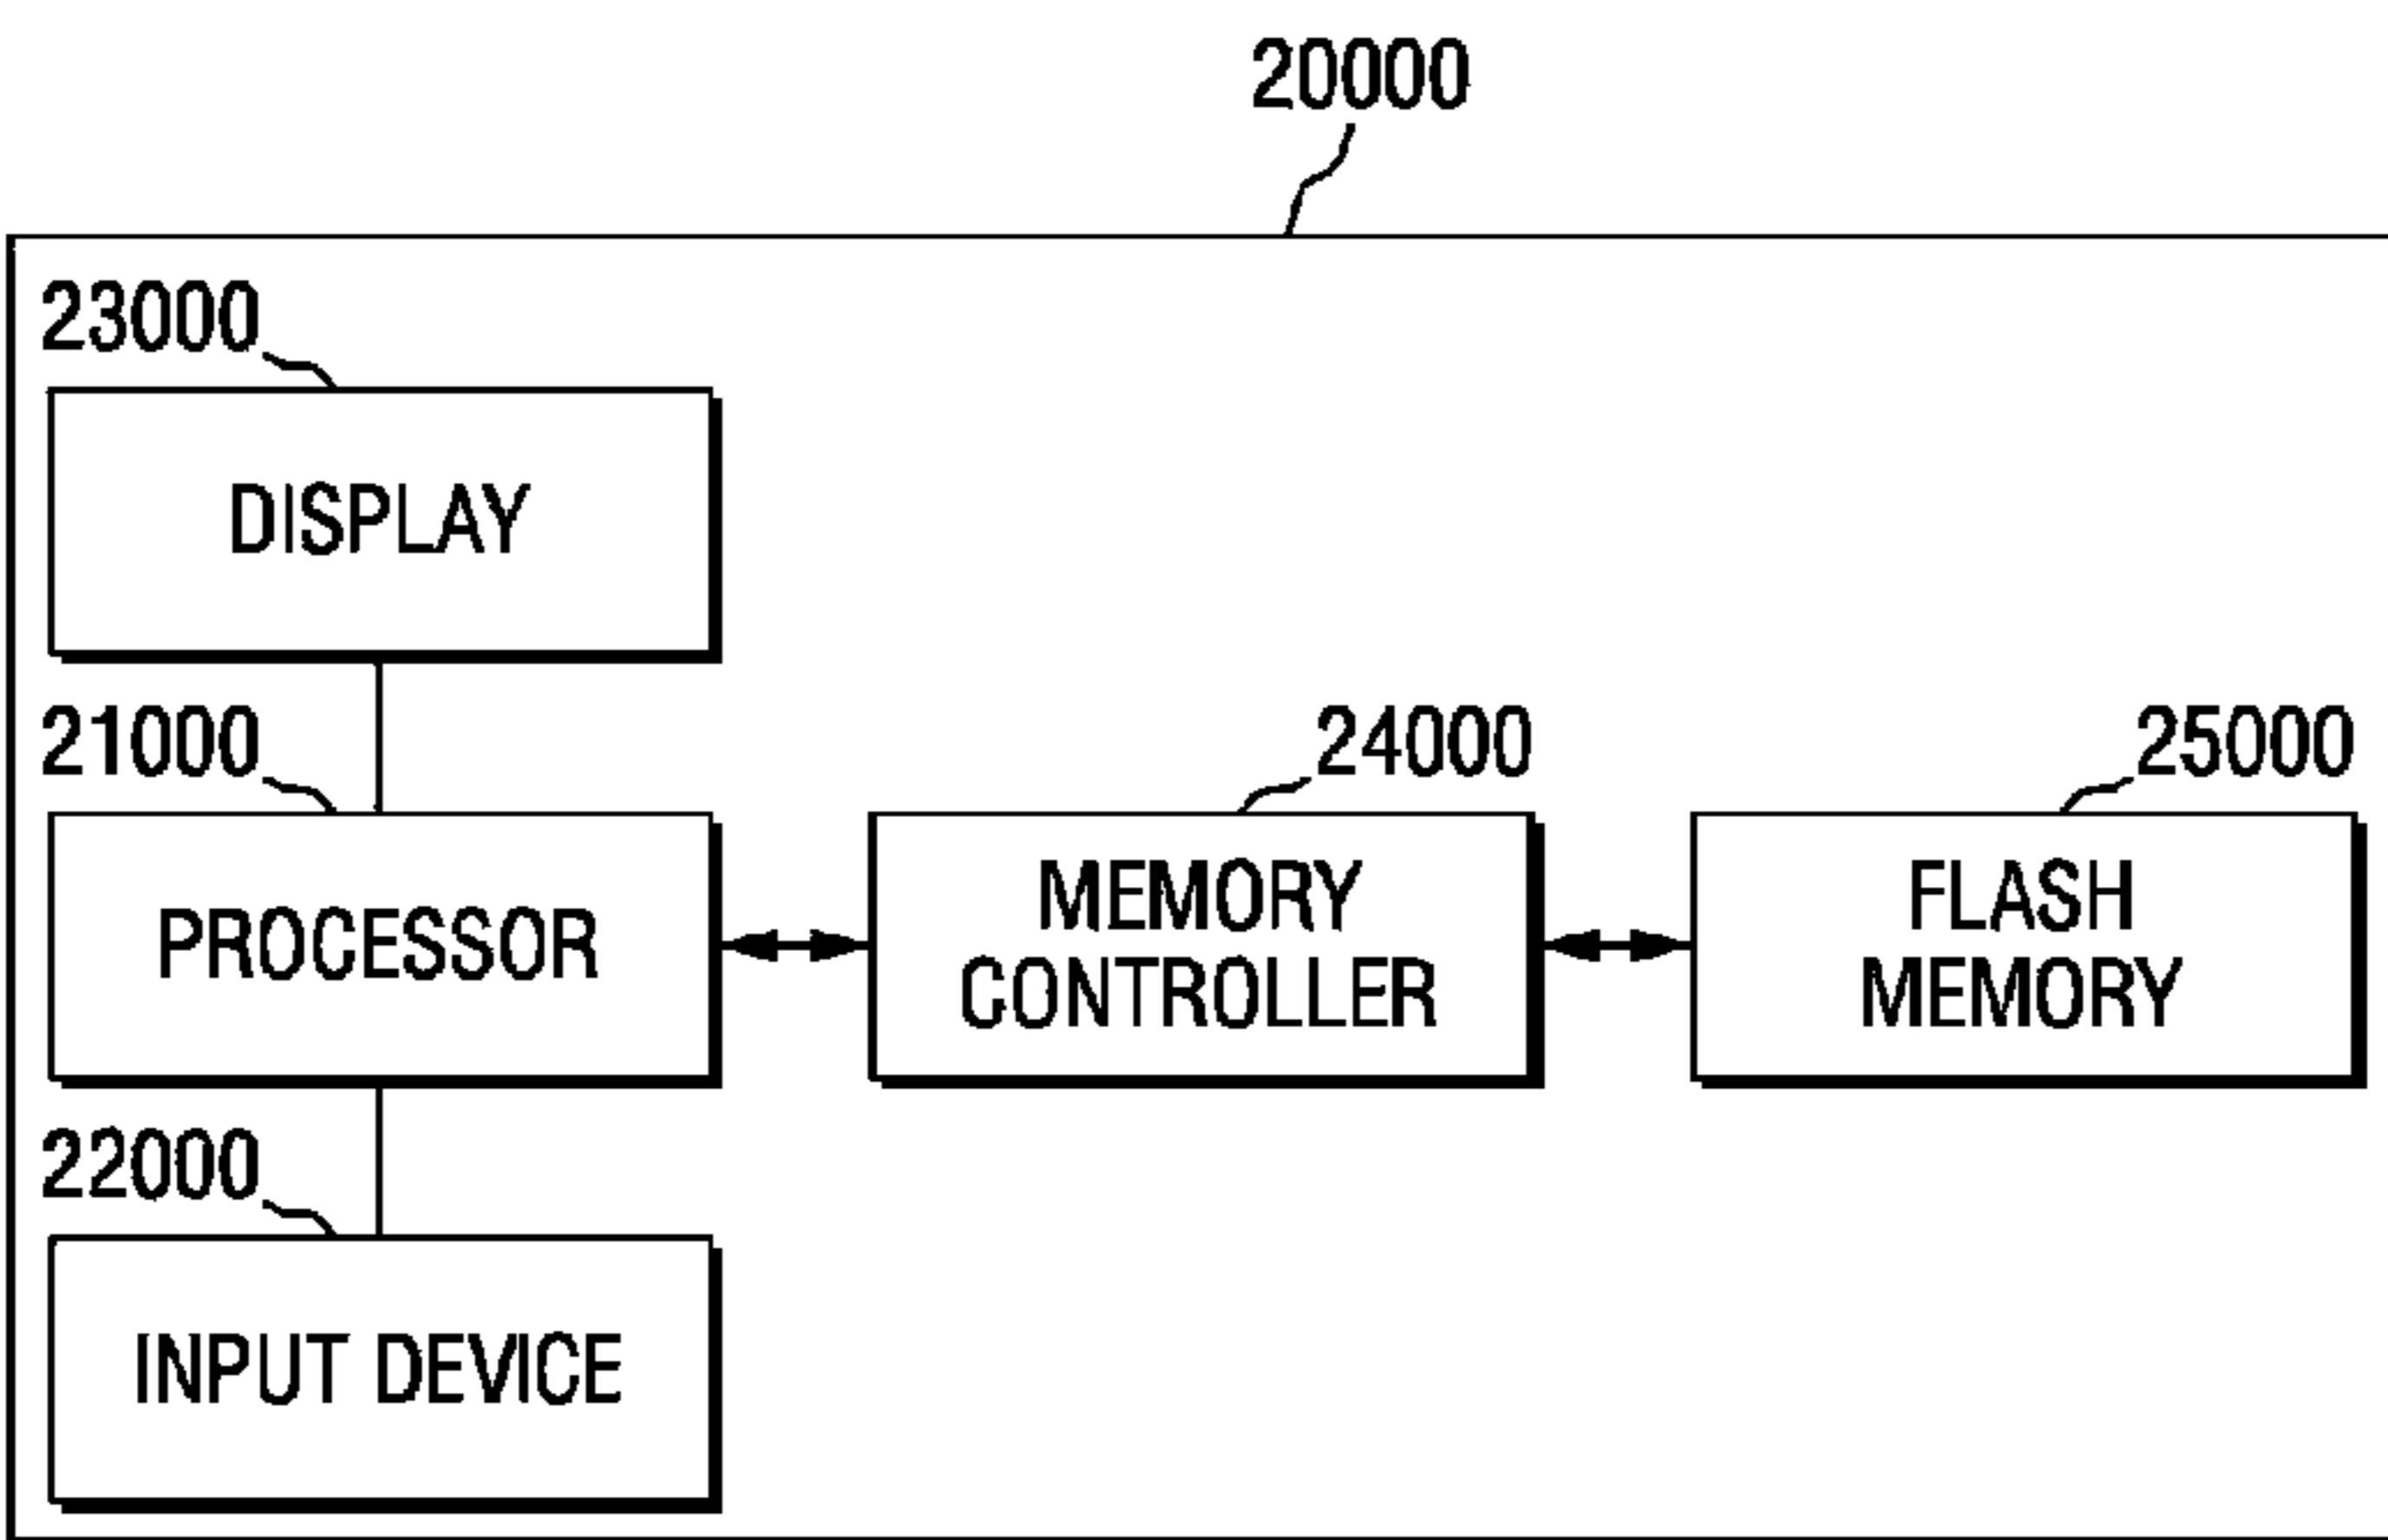 20000
23000
DISPLAY
21000
PROCESSOR
24000
MEMORY
CONTROLLER
25000
FLASH
MEMORY
22000
INPUT DEVICE